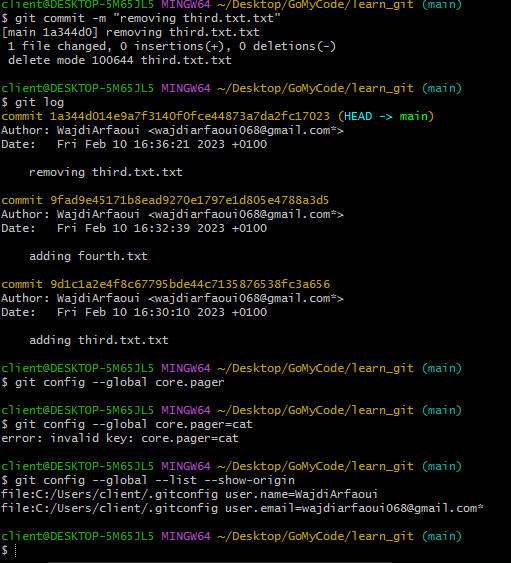 client@DESKTOP-5M65JL5 MINGW64 ~/Desktop/GoMyCode/learn_git (main)
$ git commit -m "removing third.txt.txt"
[main 1a344d0] removing third.txt.txt
 1 file changed, 0 insertions(+), 0 deletions(-)
 delete mode 100644 third.txt.txt

client@DESKTOP-5M65JL5 MINGW64 ~/Desktop/GoMyCode/learn_git (main)
$ git log
commit 1a344d014e9a7f3140f0fce44873a7da2fc17023 (HEAD -> main)
Author: WajdiArfaoui <wajdiarfaoui068@gmail.com*>
Date:   Fri Feb 10 16:36:21 2023 +0100

    removing third.txt.txt

commit 9fad9e45171b8ead9270e1797e1d805e4788a3d5
Author: WajdiArfaoui <wajdiarfaoui068@gmail.com*>
Date:   Fri Feb 10 16:32:39 2023 +0100

    adding fourth.txt

commit 9d1c1a2e4f8c67795bde44c7135876538fc3a656
Author: WajdiArfaoui <wajdiarfaoui068@gmail.com*>
Date:   Fri Feb 10 16:30:10 2023 +0100

    adding third.txt.txt

client@DESKTOP-5M65JL5 MINGW64 ~/Desktop/GoMyCode/learn_git (main)
$ git config --global core.pager

client@DESKTOP-5M65JL5 MINGW64 ~/Desktop/GoMyCode/learn_git (main)
$ git config --global core.pager=cat
error: invalid key: core.pager=cat

client@DESKTOP-5M65JL5 MINGW64 ~/Desktop/GoMyCode/learn_git (main)
$ git config --global --list --show-origin
file:C:/Users/client/.gitconfig user.name=WajdiArfaoui
file:C:/Users/client/.gitconfig user.email=wajdiarfaoui068@gmail.com*

client@DESKTOP-5M65JL5 MINGW64 ~/Desktop/GoMyCode/learn_git (main)
$